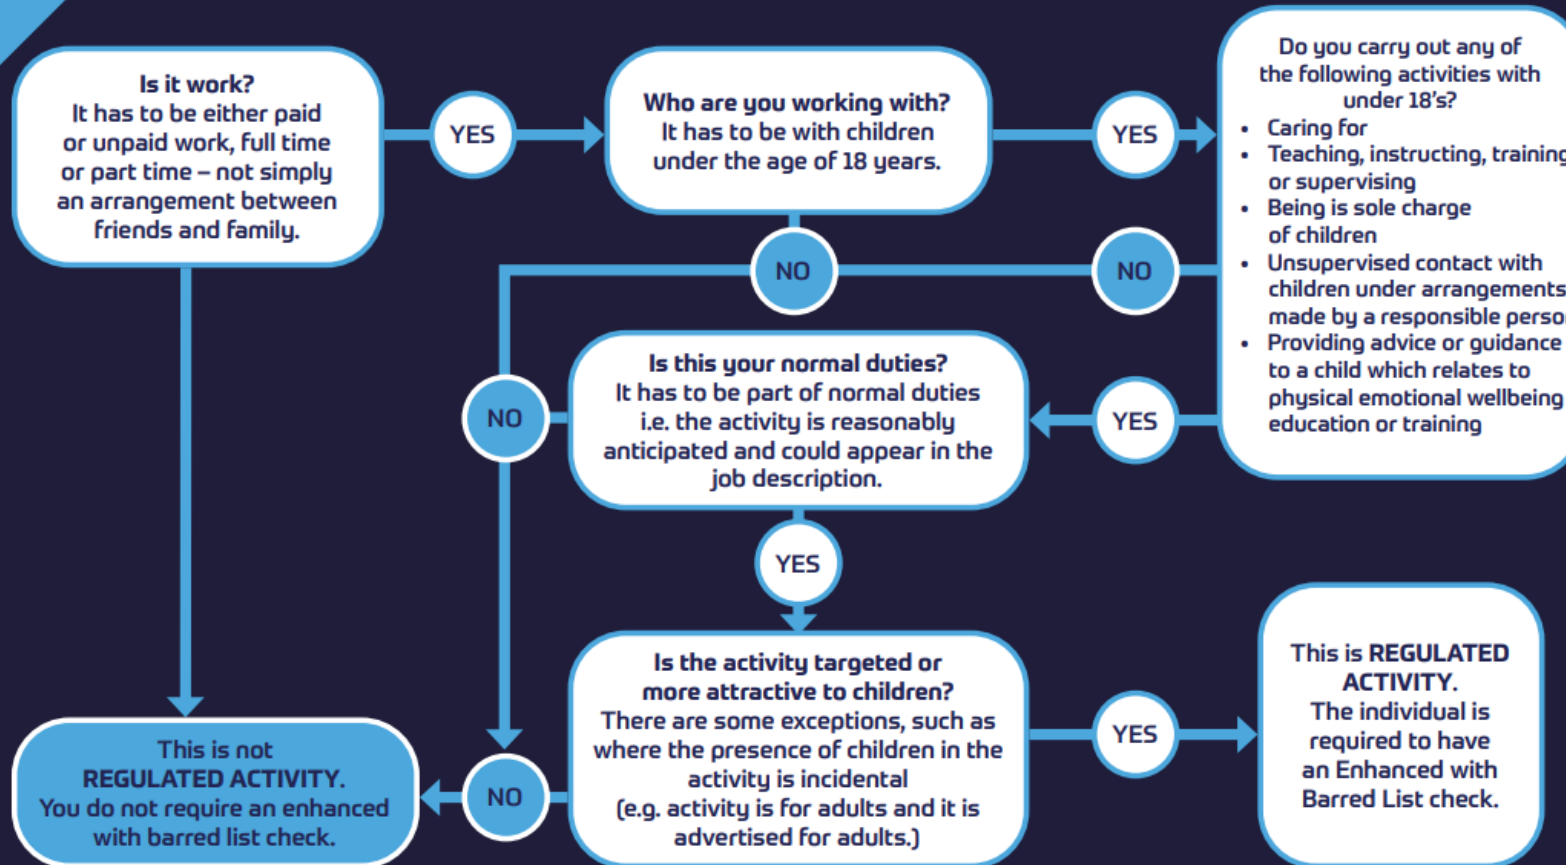 Is it work?
It has to be either paid
or unpaid work, full time
or part time – not simply
an arrangement between
friends and family.
YES
Who are you working with?
It has to be with children
under the age of 18 years.
YES
Do you carry out any of
the following activities with
under 18's?
• Caring for
• Teaching, instructing, training
or supervising
• Being is sole charge
of children
• Unsupervised contact with
children under arrangements
made by a responsible person
• Providing advice or guidance
to a child which relates to
physical emotional wellbeing
education or training
NO
NO
Is this your normal duties?
It has to be part of normal duties
i.e. the activity is reasonably
anticipated and could appear in the
job description.
NO
YES
YES
Is the activity targeted or
more attractive to children?
There are some exceptions, such as
where the presence of children in the
activity is incidental
(e.g. activity is for adults and it is
advertised for adults.)
YES
This is REGULATED
ACTIVITY.
The individual is
required to have
an Enhanced with
Barred List check.
NO
This is not
REGULATED ACTIVITY.
You do not require an enhanced
with barred list check.